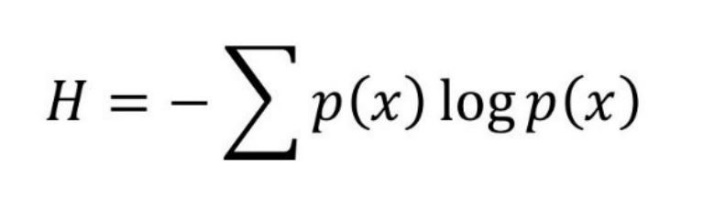 H = − ∑ p(x) log p(x)